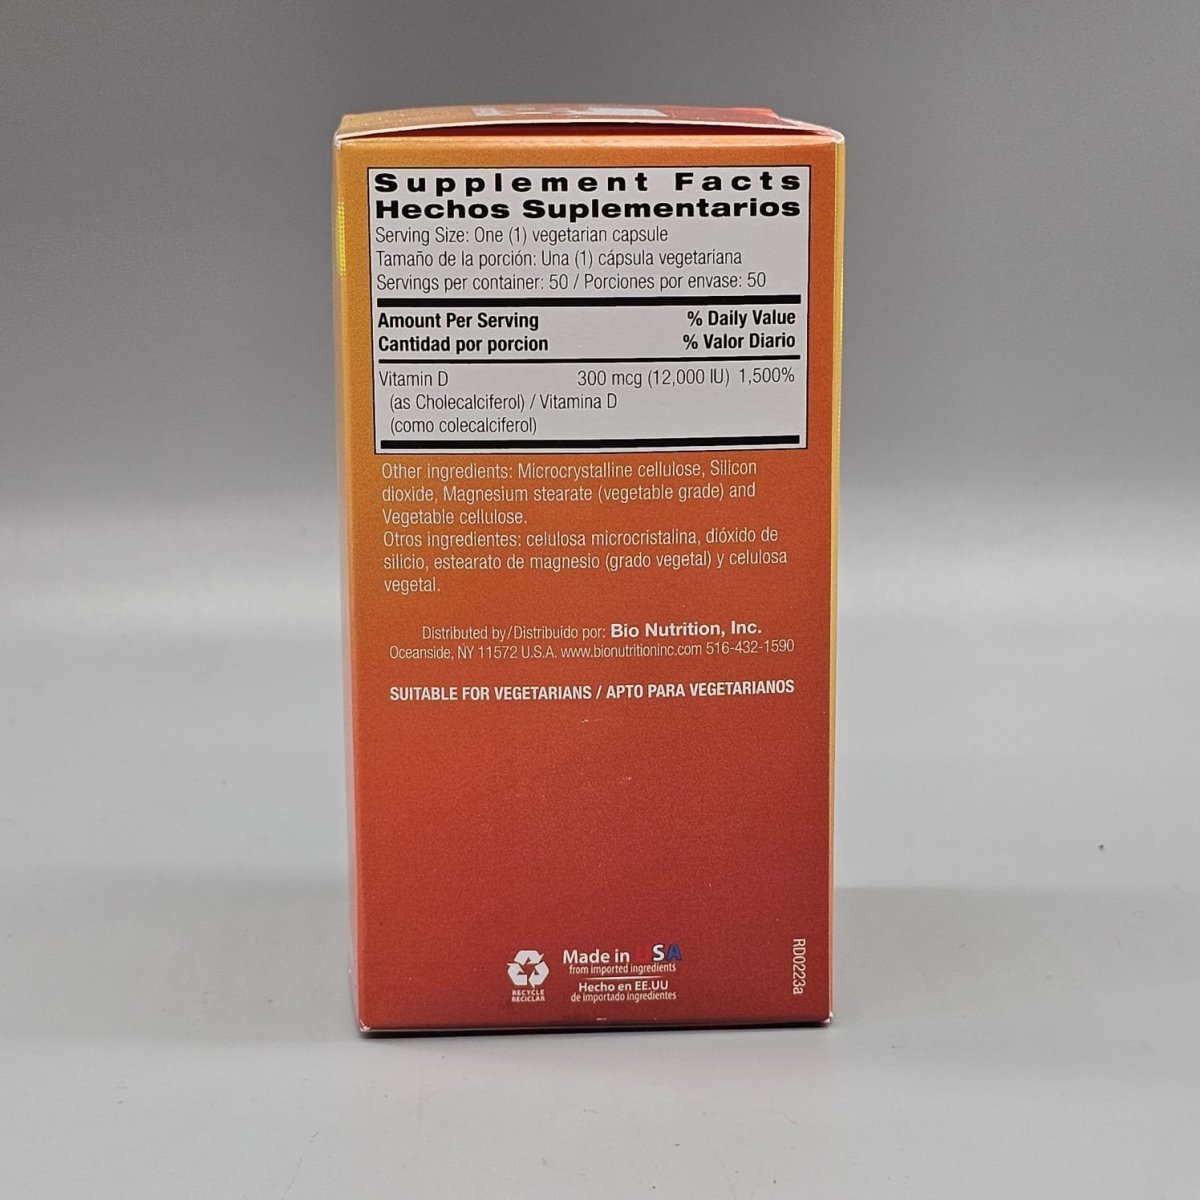 Supplement Facts
Hechos Suplementarios
Serving Size: One (1) vegetarian capsule
Tamaño de la porción: Una (1) cápsula vegetariana
Servings per container: 50 / Porciones por envase: 50
Amount Per Serving % Daily Value
Cantidad por porcion % Valor Diario
Vitamin D 300 mcg (12,000 IU) 1,500%
(as Cholecalciferol) / Vitamina D
(como colecalciferol)
Other ingredients: Microcrystalline cellulose, Silicon
dioxide, Magnesium stearate (vegetable grade) and
Vegetable cellulose.
Otros ingredientes: celulosa microcristalina, dióxido de
silicio, estearato de magnesio (grado vegetal) y celulosa
vegetal.
Distributed by/Distribuido por: Bio Nutrition, Inc.
Oceanside, NY 11572 U.S.A. www.bionutritioninc.com 516-432-1590
SUITABLE FOR VEGETARIANS / APTO PARA VEGETARIANOS
RECYCLE
RECICLAR
Made in USA
from imported ingredients
Hecho en EE.UU
de importado ingredientes
RD0223a